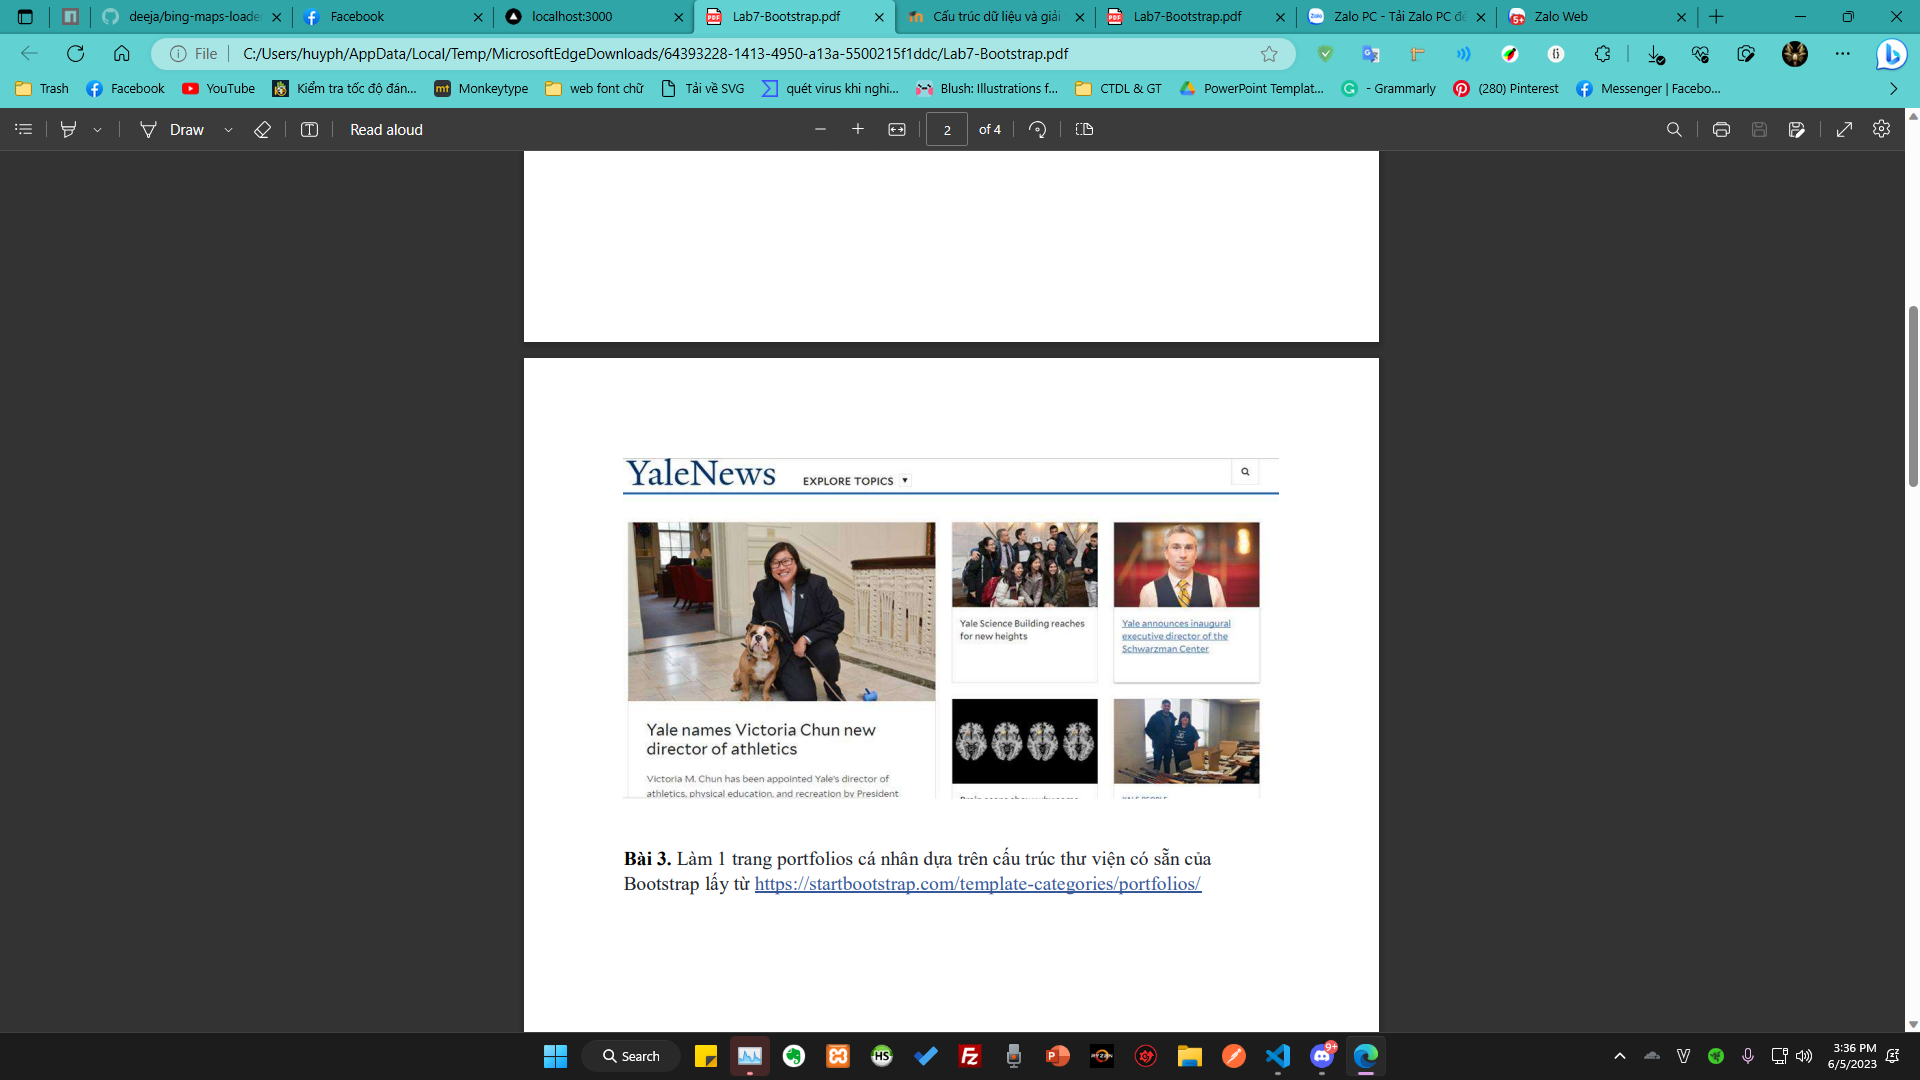 deeja/bing-maps-loade
Facebook
localhost:3000
Lab7-Bootstrap.pdf
Cấu trúc dữ liệu và giải
Lab7-Bootstrap.pdf
Zalo PC - Tải Zalo PC để
Zalo Web
File
C:/Users/huyph/AppData/Local/Temp/MicrosoftEdgeDownloads/64393228-1413-4950-a13a-5500215f1ddc/Lab7-Bootstrap.pdf
Trash
Facebook
YouTube
Kiểm tra tốc độ đán...
Monkeytype
web font chữ
Tải về SVG
quét virus khi nghi...
Blush: Illustrations f...
CTDL & GT
PowerPoint Templat...
- Grammarly
(280) Pinterest
Messenger | Facebo...
Draw
Read aloud
2
of 4
YaleNews
EXPLORE TOPICS
Yale Science Building reaches
for new heights
Yale announces inaugural
executive director of the
Schwarzman Center
Yale names Victoria Chun new
director of athletics
Victoria M. Chun has been appointed Yale's director of
athletics, physical education, and recreation by President
Bài 3. Làm 1 trang portfolios cá nhân dựa trên cấu trúc thư viện có sẵn của
Bootstrap lấy từ https://startbootstrap.com/template-categories/portfolios/
Search
3:36 PM
6/5/2023